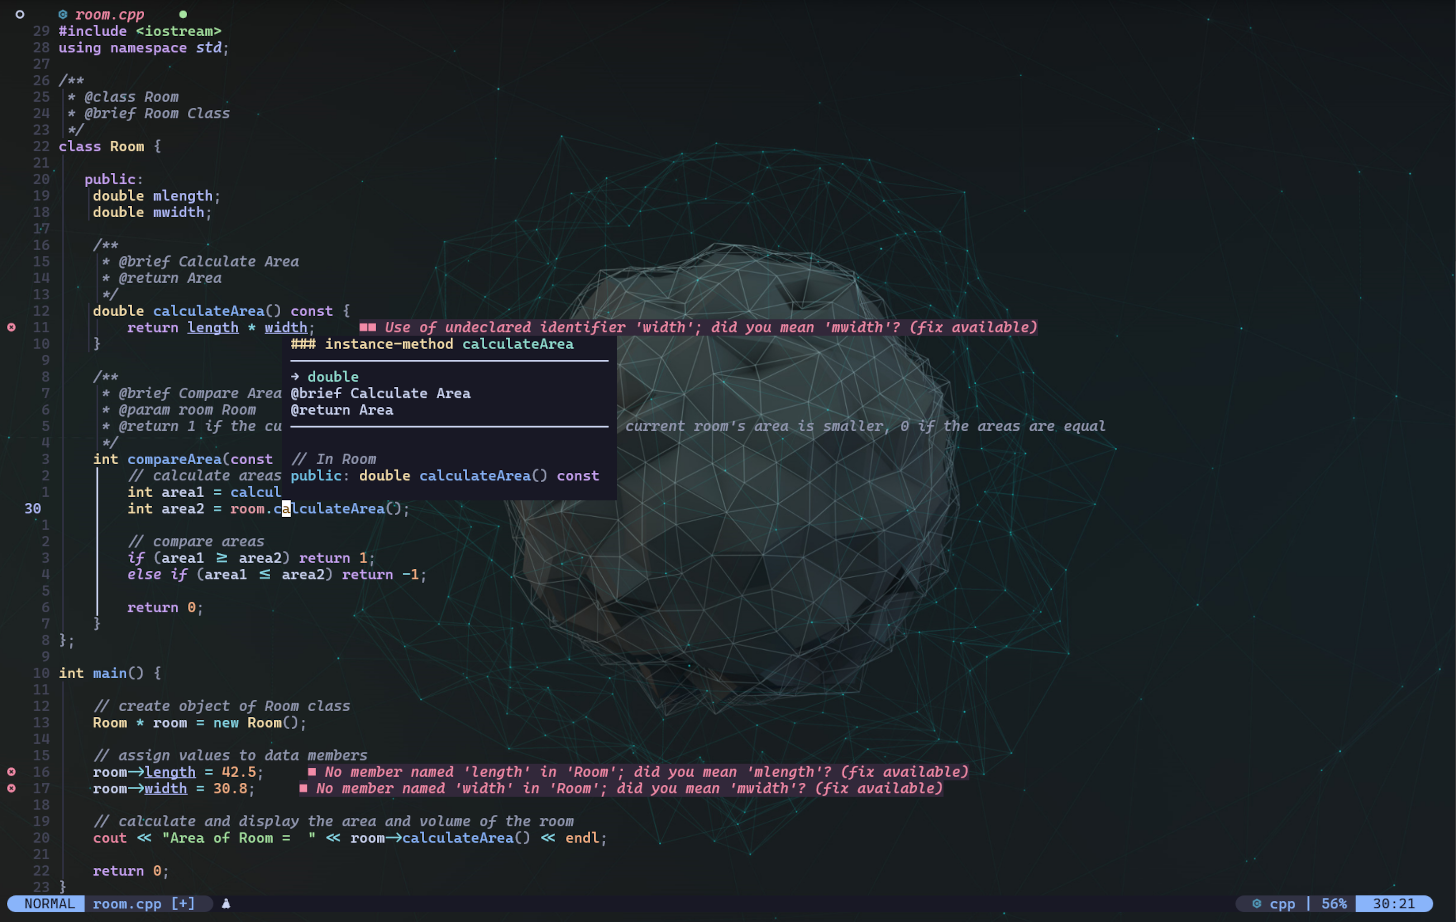 room.cpp
29 #include <iostream>
28 using namespace std;
27
26 /**
25  * @class Room
24  * @brief Room Class
23  */
22 class Room {
21
20    public:
19     double mlength;
18     double mwidth;
17
16     /**
15      * @brief Calculate Area
14      * @return Area
13      */
12     double calculateArea() const {
11         return length * width;     ■■ Use of undeclared identifier 'width'; did you mean 'mwidth'? (fix available)
10     }
### instance-method calculateArea
9
8     /**
→ double
7      * @brief Compare Area
@brief Calculate Area
6      * @param room Room
@return Area
5      * @return 1 if the cu current room's area is smaller, 0 if the areas are equal
4      */
3     int compareArea(const
// In Room
2         // calculate areas
public: double calculateArea() const
1         int area1 = calcul
30         int area2 = room.calculateArea();
1
2         // compare areas
3         if (area1 ≥ area2) return 1;
4         else if (area1 ≤ area2) return -1;
5
6         return 0;
7     }
8 };
9
10 int main() {
11
12     // create object of Room class
13     Room * room = new Room();
14
15     // assign values to data members
16     room->length = 42.5;     ■ No member named 'length' in 'Room'; did you mean 'mlength'? (fix available)
17     room->width = 30.8;     ■ No member named 'width' in 'Room'; did you mean 'mwidth'? (fix available)
18
19     // calculate and display the area and volume of the room
20     cout << "Area of Room =  " << room->calculateArea() << endl;
21
22     return 0;
23 }
NORMAL room.cpp [+] cpp | 56% 30:21